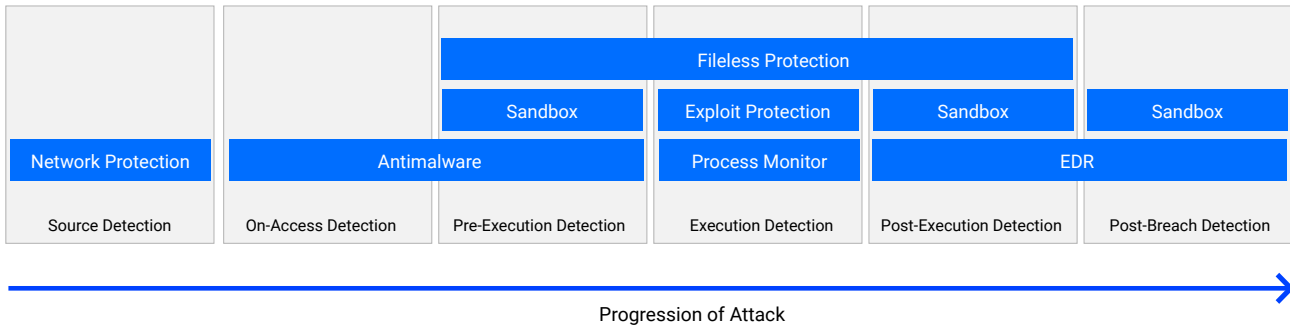 Fileless Protection
Sandbox
Exploit Protection
Sandbox
Sandbox
Network Protection
Antimalware
Process Monitor
EDR
Source Detection
On-Access Detection
Pre-Execution Detection
Execution Detection
Post-Execution Detection
Post-Breach Detection
Progression of Attack